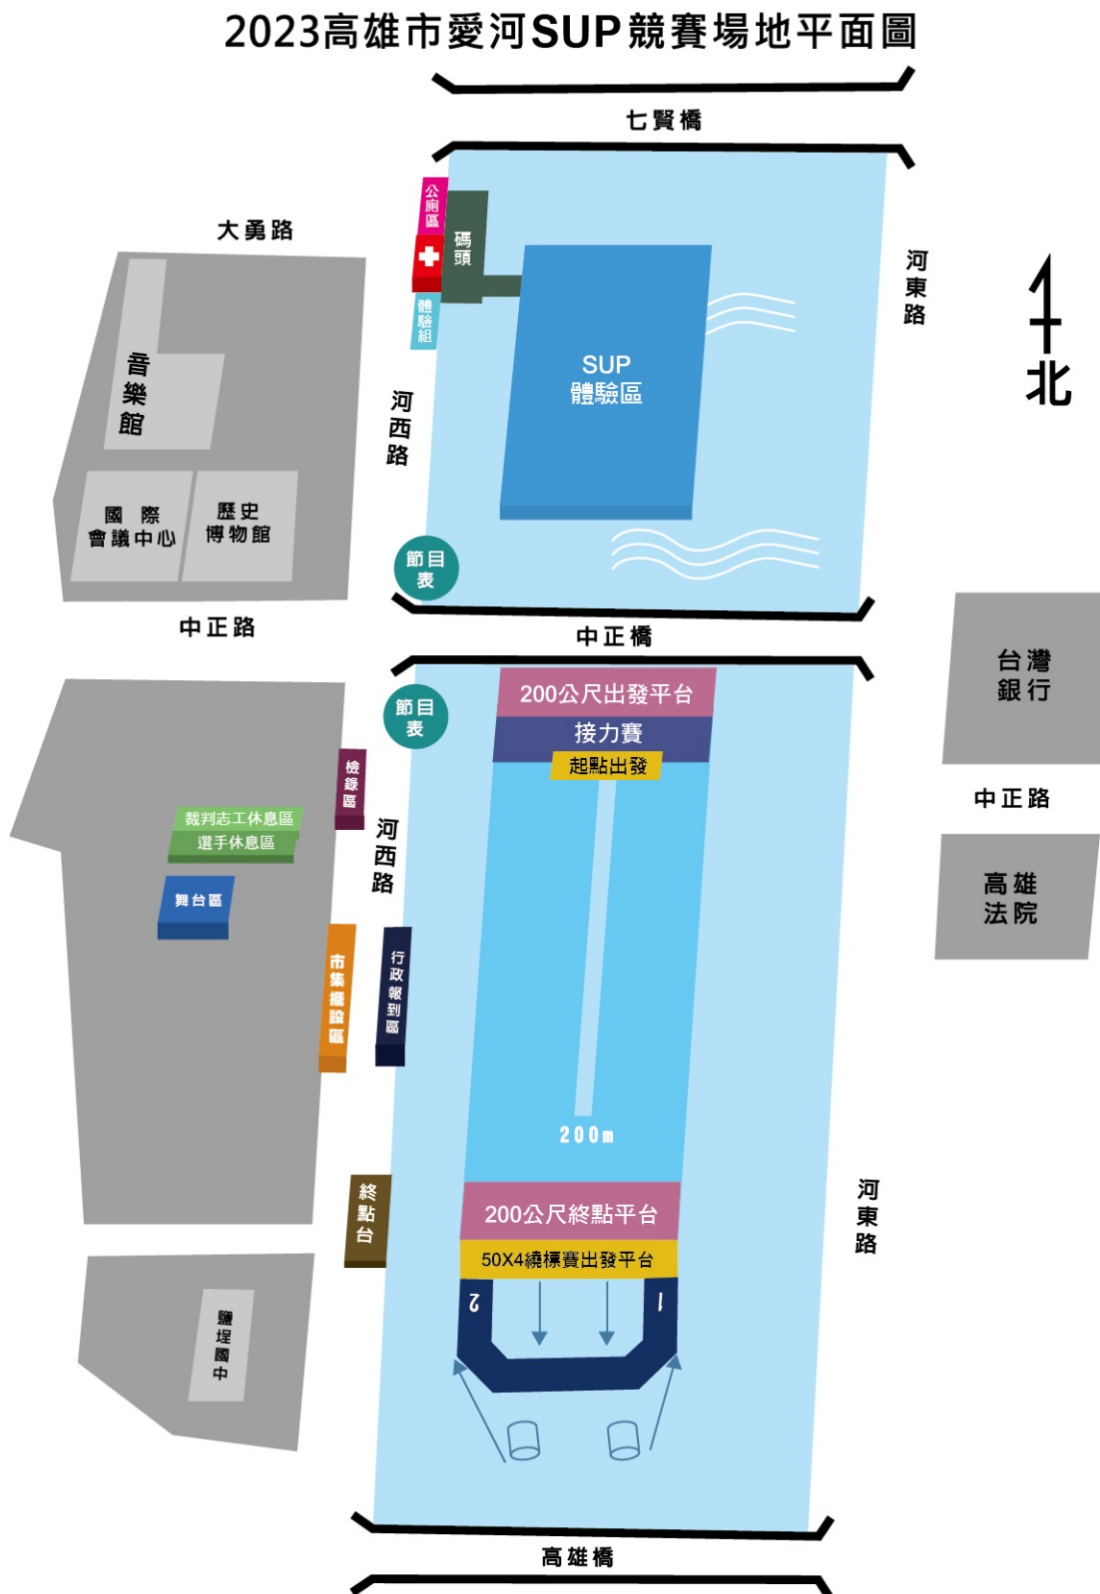 2023高雄市愛河SUP競賽場地平面圖
七賢橋
公廁區
碼頭
大勇路
河東路
體驗組
北
音樂館
SUP
體驗區
河西路
國際
會議中心
歷史
博物館
節目
表
中正路
中正橋
台灣
銀行
200公尺出發平台
節目
表
接力賽
起點出發
檢錄區
中正路
裁判志工休息區
選手休息區
河西路
舞台區
高雄
法院
市集擺設區
行政報到區
200m
終點台
200公尺終點平台
河東路
50X4繞標賽出發平台
2
1
鹽埕國中
高雄橋